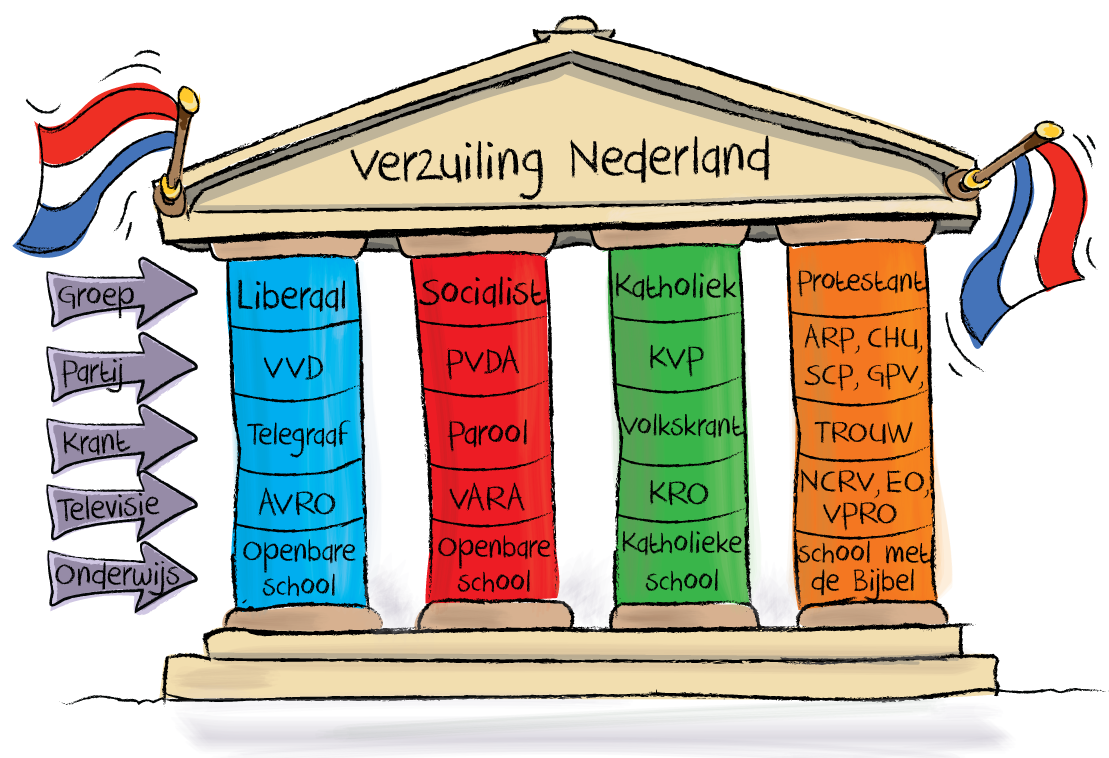 Verzuiling Nederland
Groep
Liberaal
Socialist
Katholiek
Protestant
Partij
VVD
PVDA
KVP
ARP, CHU,
SCP, GPV,
Krant
Telegraaf
Parool
Volkskrant
TROUW
Televisie
AVRO
VARA
KRO
NCRV, EO,
VPRO
Onderwijs
Openbare
school
Openbare
school
Katholieke
school
school met
de Bijbel